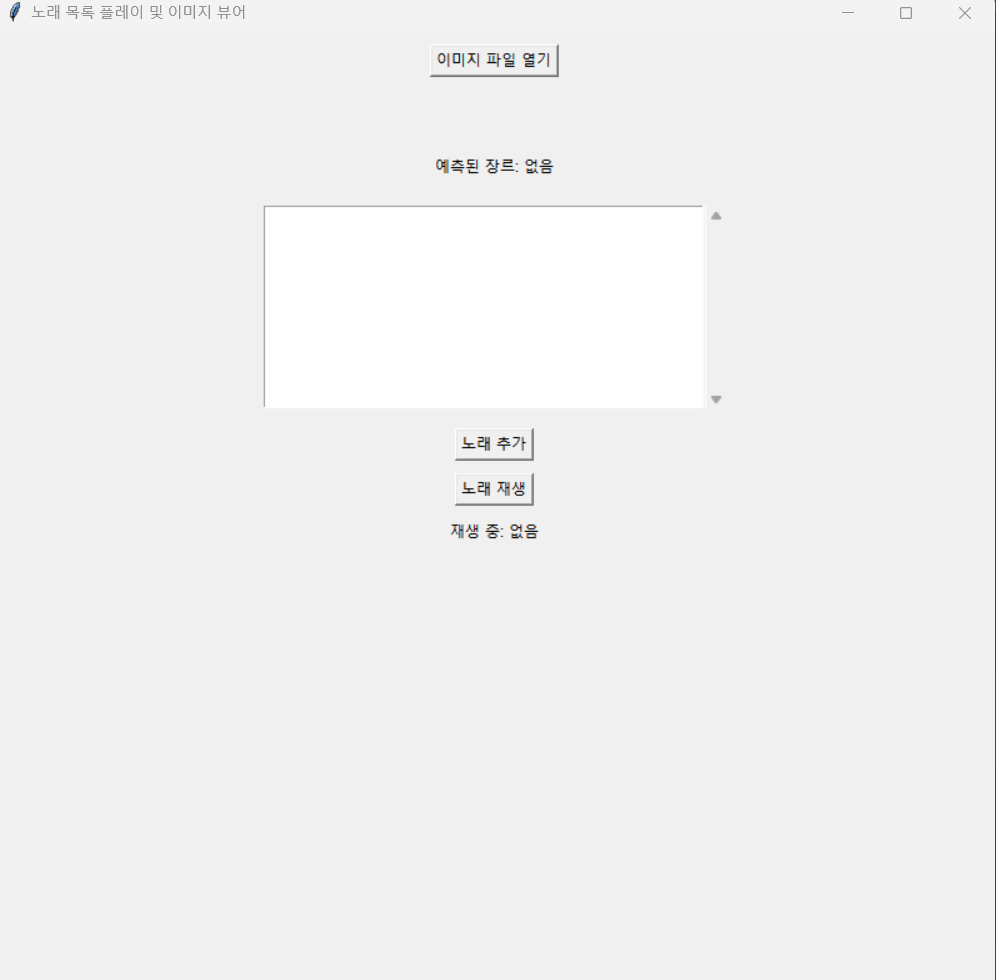 노래 목록 플레이 및 이미지 뷰어
이미지 파일 열기
예측된 장르: 없음
노래 추가
노래 재생
재생 중: 없음